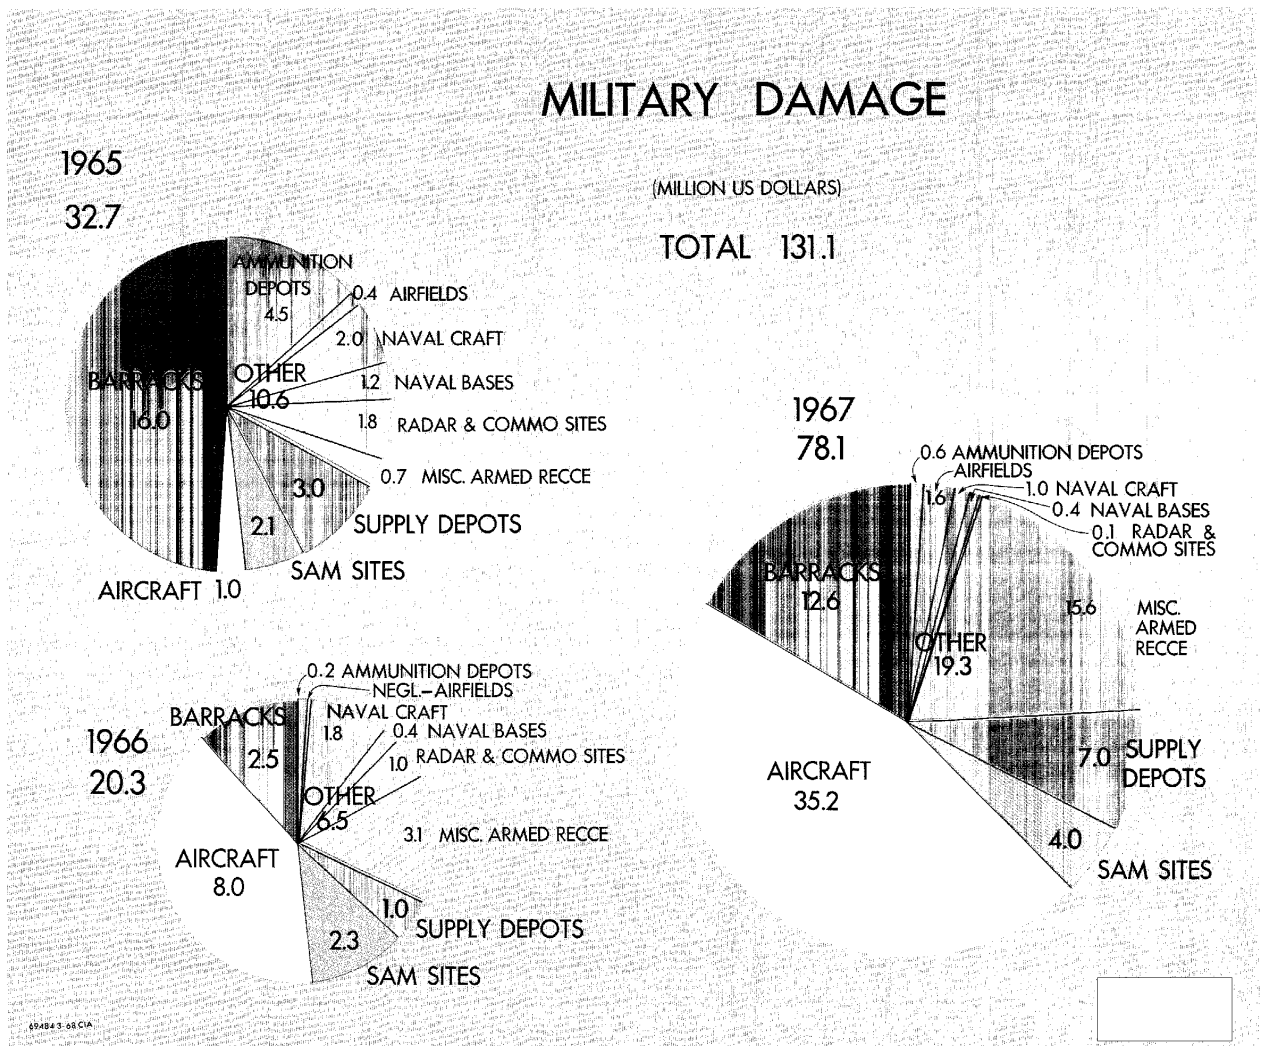 MILITARY DAMAGE
(MILLION US DOLLARS)
TOTAL 131.1
1965
32.7
AMMUNITION
DEPOTS
4.5
0.4 AIRFIELDS
2.0 NAVAL CRAFT
OTHER
10.6
1.2 NAVAL BASES
1.8 RADAR & COMMO SITES
0.7 MISC. ARMED RECCE
BARRACKS
16.0
3.0
SUPPLY DEPOTS
2.1
SAM SITES
AIRCRAFT 1.0
1966
20.3
0.2 AMMUNITION DEPOTS
NEGL.-AIRFIELDS
NAVAL CRAFT
1.8
0.4 NAVAL BASES
1.0 RADAR & COMMO SITES
OTHER
6.5
3.1 MISC. ARMED RECCE
BARRACKS
2.5
AIRCRAFT
8.0
1.0
SUPPLY DEPOTS
2.3
SAM SITES
1967
78.1
0.6 AMMUNITION DEPOTS
AIRFIELDS
1.6
1.0 NAVAL CRAFT
0.4 NAVAL BASES
0.1 RADAR &
COMMO SITES
BARRACKS
12.6
15.6 MISC.
ARMED
RECCE
OTHER
19.3
7.0 SUPPLY
DEPOTS
AIRCRAFT
35.2
4.0
SAM SITES
69484 3-68 CIA